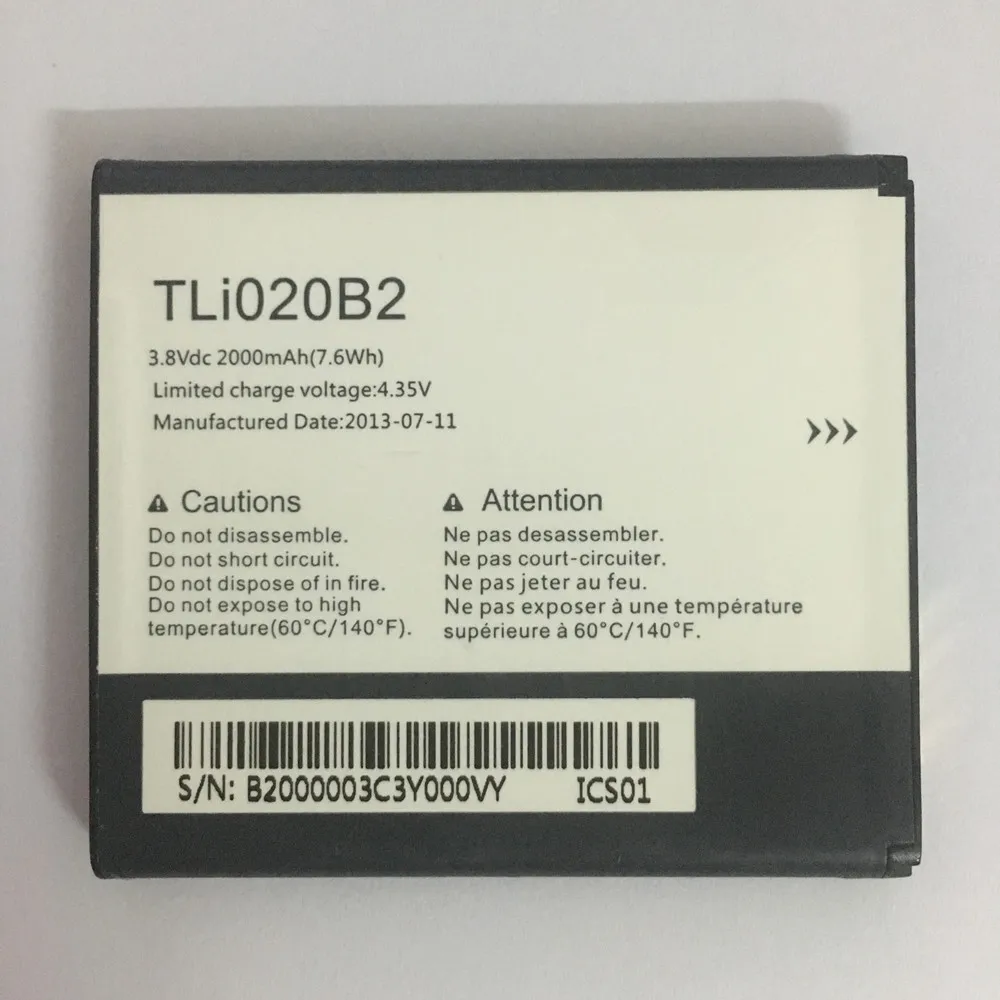 TLi020B2
3.8Vdc 2000mAh(7.6Wh)
Limited charge voltage:4.35V
Manufactured Date:2013-07-11
Cautions
Do not disassemble.
Do not short circuit.
Do not dispose of in fire.
Do not expose to high
temperature(60°C/140°F).
Attention
Ne pas desassembler.
Ne pas court-circuiter.
Ne pas jeter au feu.
Ne pas exposer à une température
supérieure à 60°C/140°F.
S/N: B2000003C3Y000VY ICS01